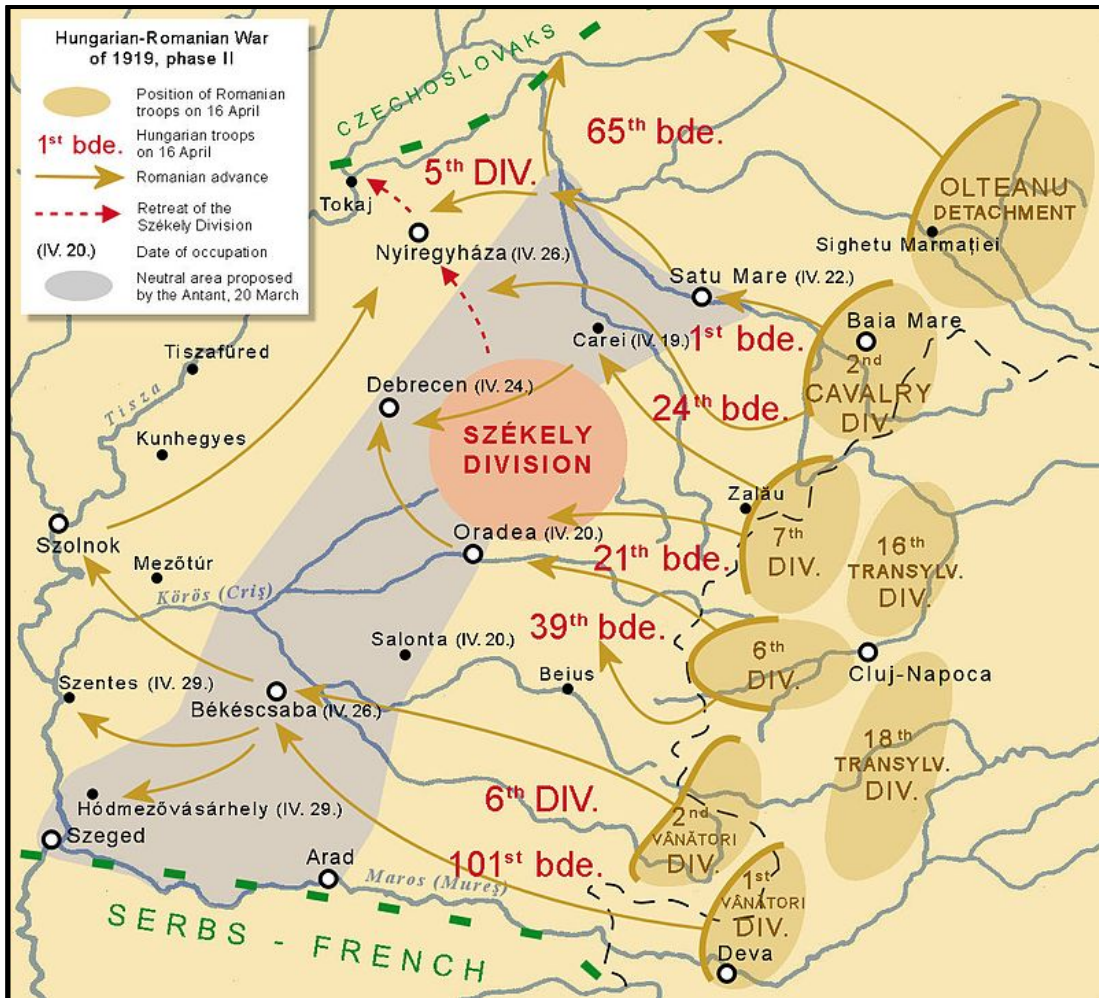 Hungarian-Romanian War
of 1919, phase II
Position of Romanian
troops on 16 April
1st bde.
Hungarian troops
on 16 April
Romanian advance
Retreat of the
Székely Division
(IV. 20.)
Date of occupation
Neutral area proposed
by the Antant, 20 March
CZECHOSLOVAKS
65th bde.
5th DIV.
Tokaj
OLTEANU
DETACHMENT
Sighetu Marmației
Nyíregyháza (IV. 26.)
Satu Mare (IV. 22.)
1st bde.
Baia Mare
Carei (IV. 19.)
2nd
CAVALRY
DIV.
Tiszafüred
Tisza
Debrecen (IV. 24.)
24th bde.
Kunhegyes
SZÉKELY
DIVISION
Zalău
Szolnok
Oradea (IV. 20.)
7th
DIV.
16th
TRANSYLV.
DIV.
21th bde.
Mezőtúr
Körös (Criş)
39th bde.
Salonta (IV. 20.)
Beius
6th
DIV.
Cluj-Napoca
Szentes (IV. 29.)
Békéscsaba (IV. 26.)
18th
TRANSYLV.
DIV.
6th DIV.
2nd
VÂNĂTORI
DIV.
Hódmezővásárhely (IV. 29.)
Szeged
101st bde.
Arad
Maros (Mureş)
1st
VÂNĂTORI
DIV.
Deva
SERBS - FRENCH